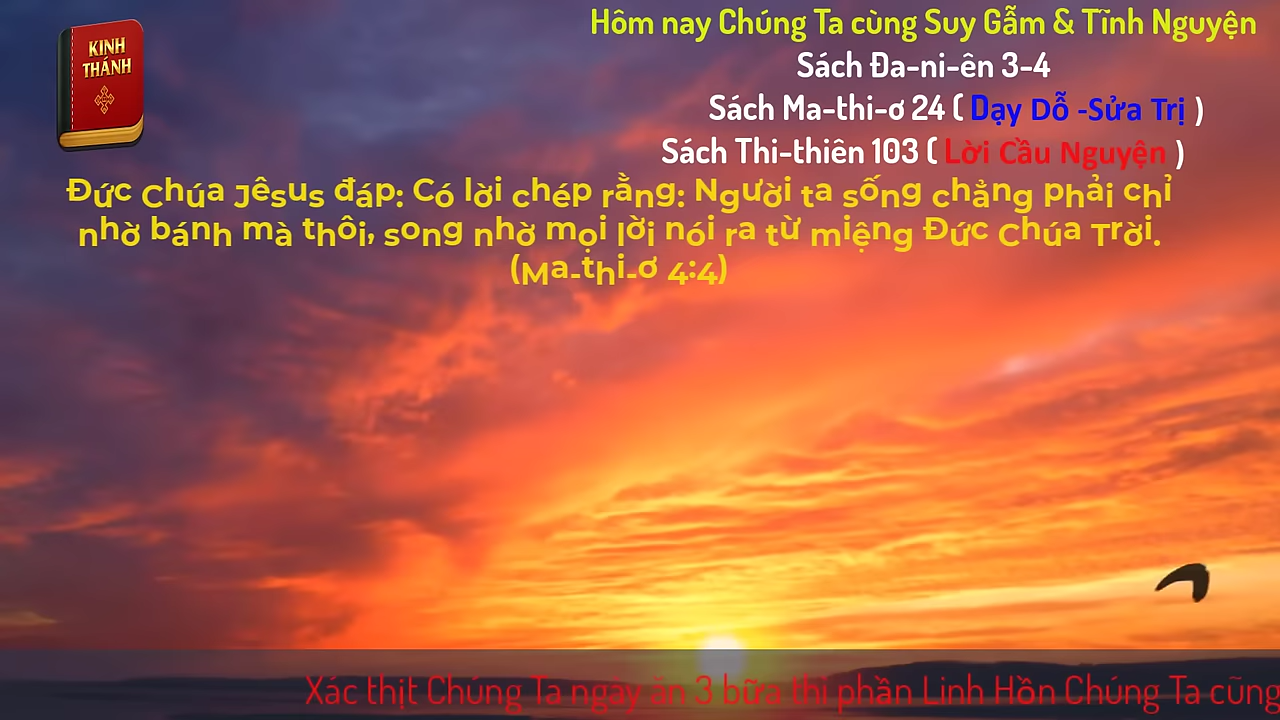 KINH
THÁNH
Hôm nay Chúng Ta cùng Suy Gẫm & Tĩnh Nguyện
Sách Đa-ni-ên 3-4
Sách Ma-thi-ơ 24 ( Dạy Dỗ -Sửa Trị )
Sách Thi-thiên 103 ( Lời Cầu Nguyện )
Đức Chúa Jêsus đáp: Có lời chép rằng: Người ta sống chẳng phải chỉ
nhờ bánh mà thôi, song nhờ mọi lời nói ra từ miệng Đức Chúa Trời.
(Ma-thi-ơ 4:4)
Xác thịt Chúng Ta ngày ăn 3 bữa thì phần Linh Hồn Chúng Ta cũng